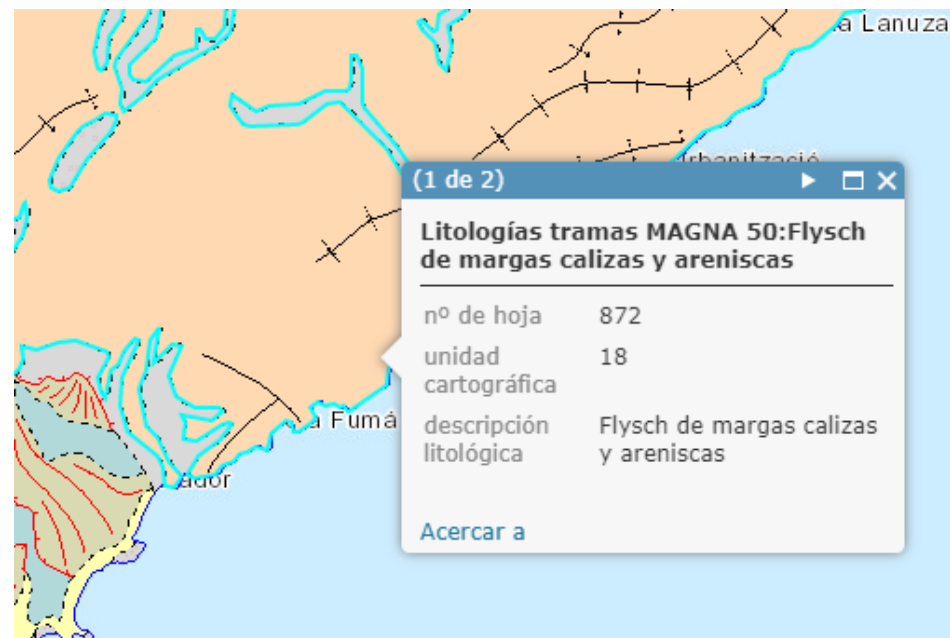 a Lanuza
Urbanització
(1 de 2)
Litologías tramas MAGNA 50:Flysch
de margas calizas y areniscas
nº de hoja 872
unidad
cartográfica 18
descripción
litológica Flysch de margas calizas
y areniscas
a Fumá
ador
Acercar a